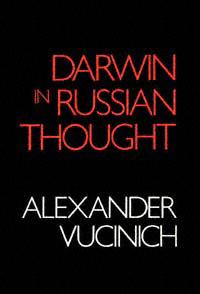 DARWIN
IN RUSSIAN
THOUGHT
ALEXANDER
VUCINICH